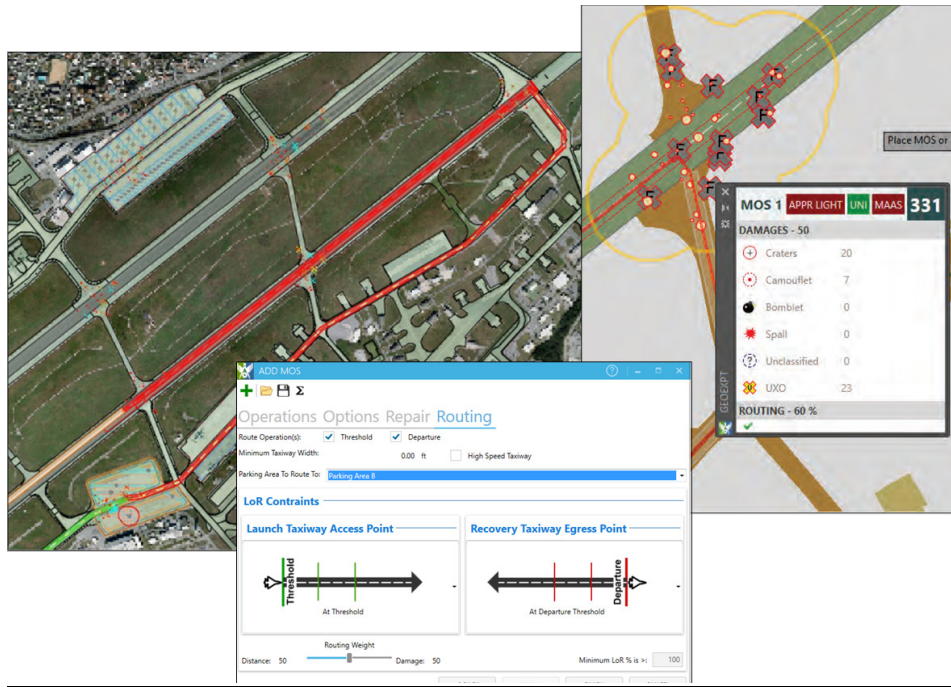 Place MOS or
MOS 1 APPR LIGHT UNI MAAS 331
DAMAGES - 50
Craters 20
Camouflet 7
Bomblet 0
Spall 0
Unclassified 0
UXO 23
ROUTING - 60 %
GEOEXPT
F
F
F
F
F
F
F
ADD MOS
Operations Options Repair Routing
Route Operation(s): Threshold Departure
Minimum Taxiway Width: 0.00 ft High Speed Taxiway
Parking Area To Route To: Parking Area B
LoR Contraints
Launch Taxiway Access Point
Threshold
At Threshold
Recovery Taxiway Egress Point
Departure
At Departure Threshold
Routing Weight
Distance: 50 Damage: 50
Minimum LoR % is >: 100